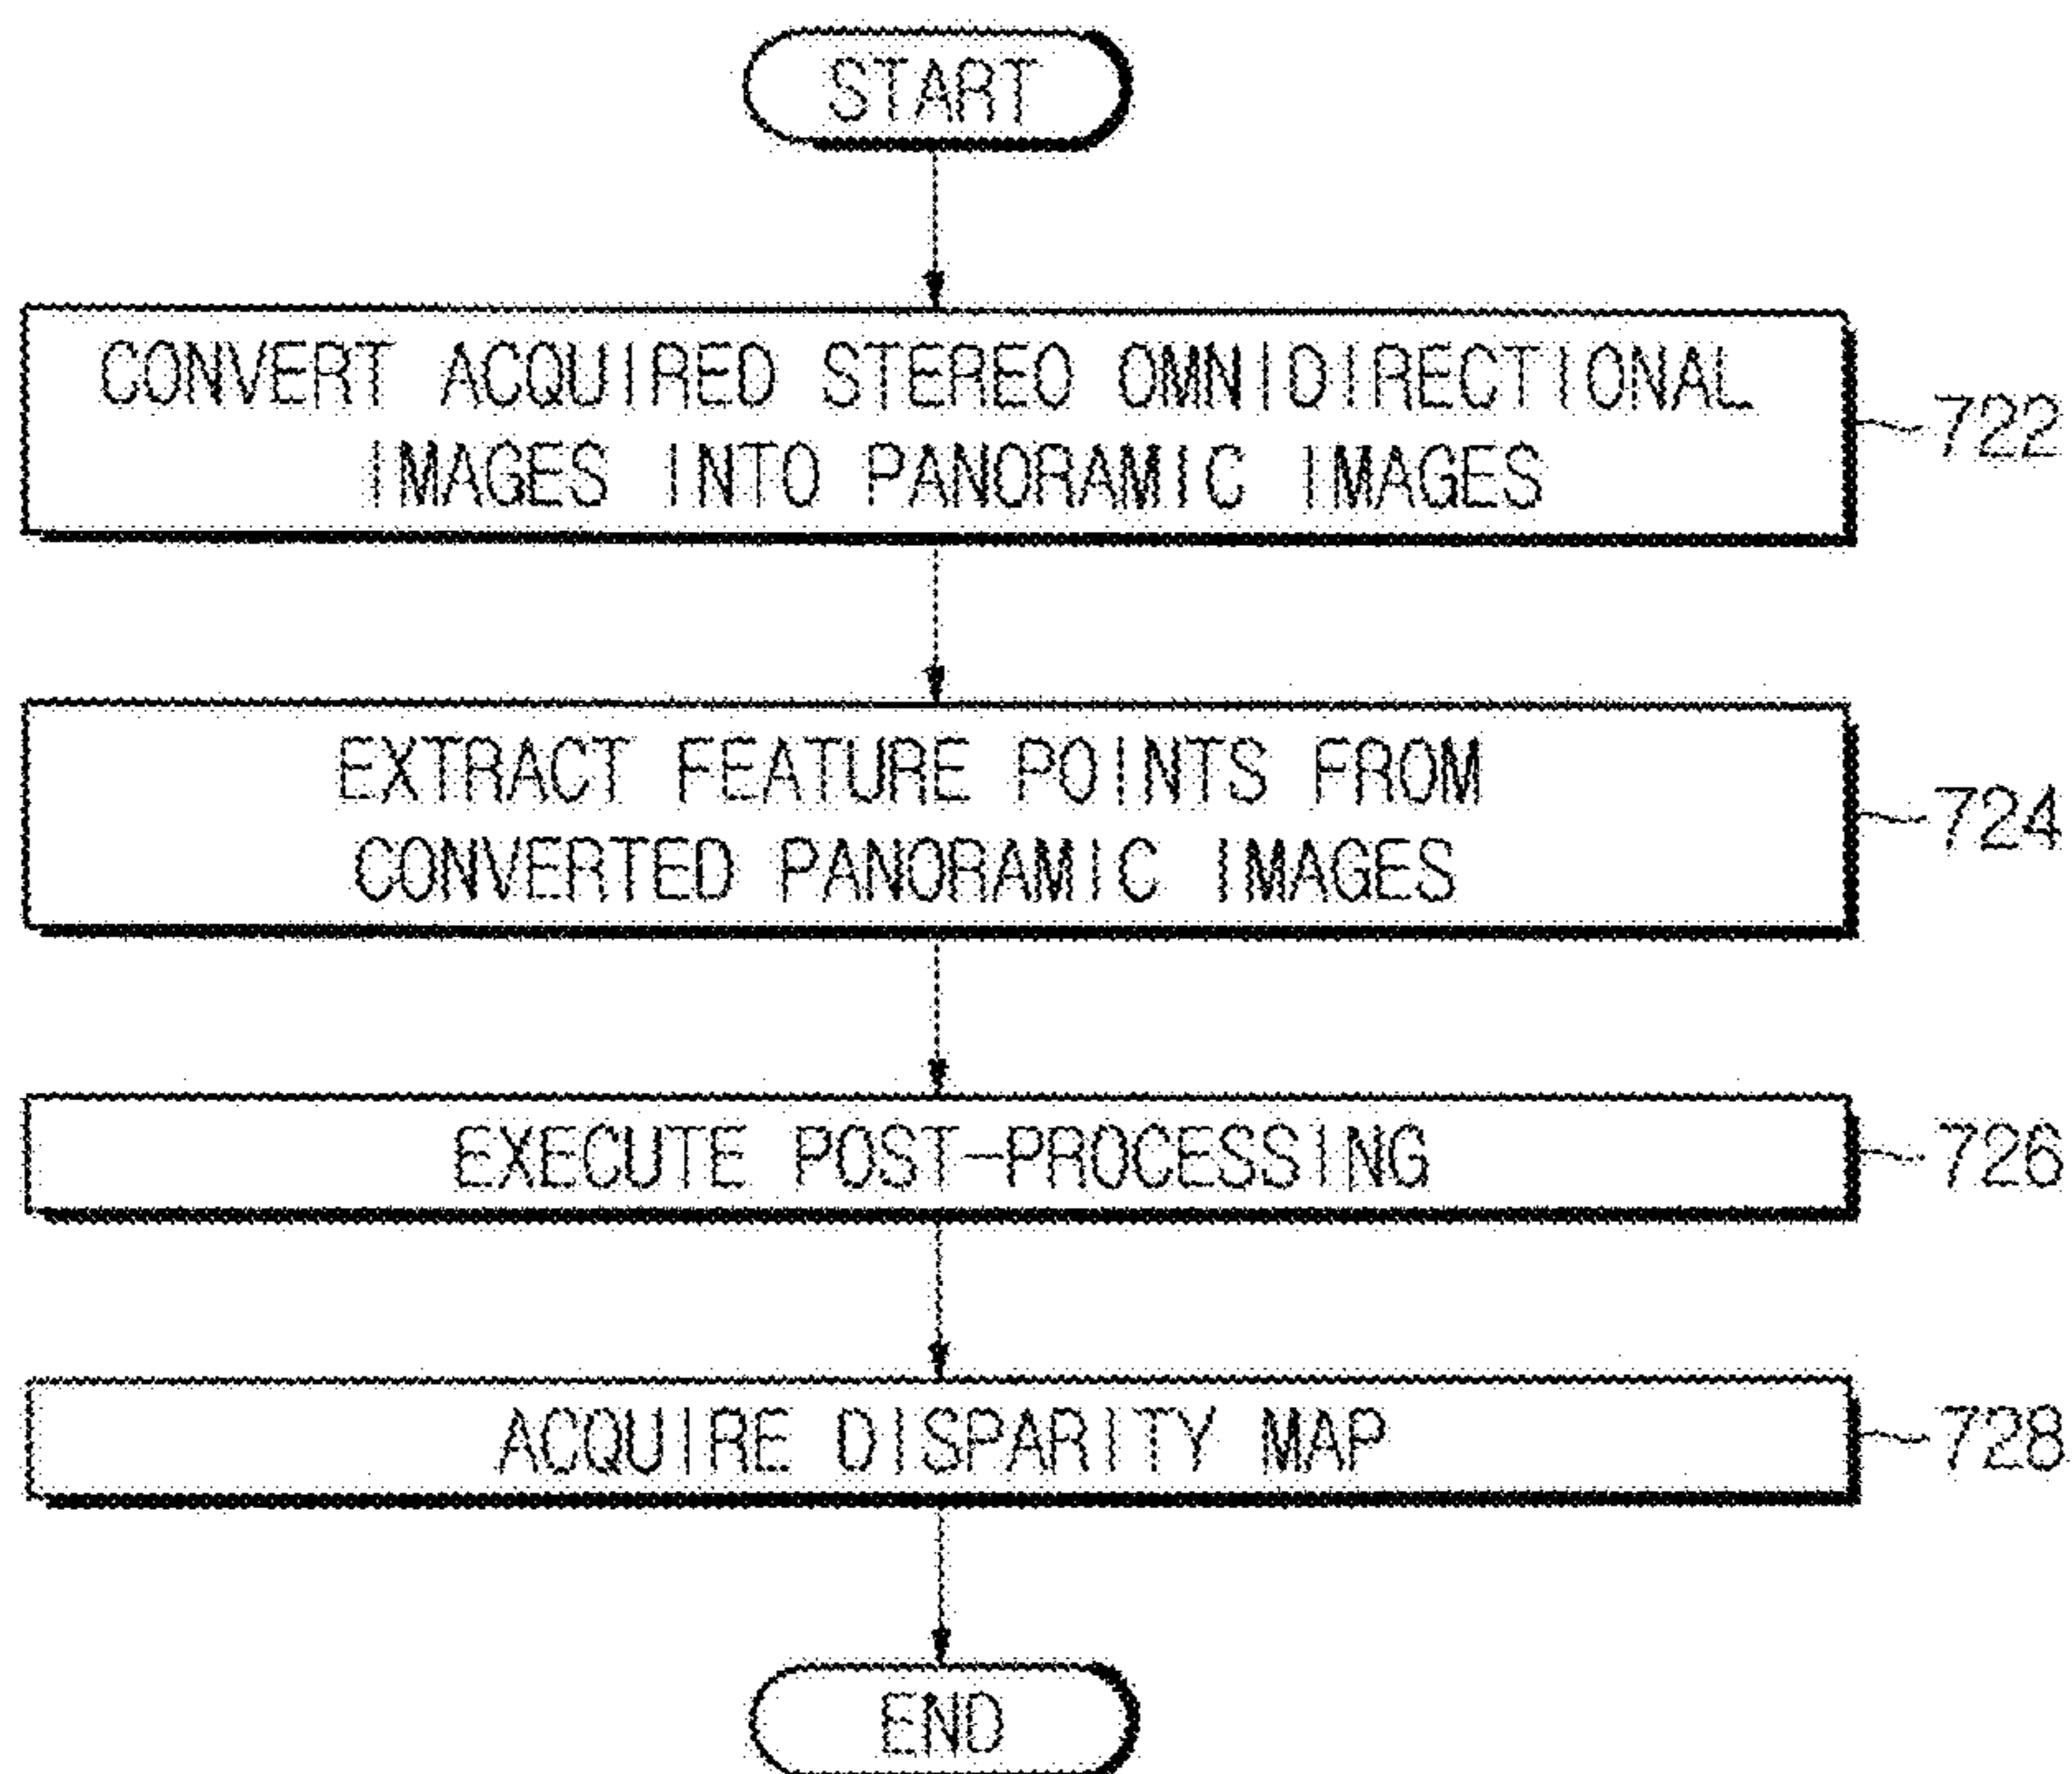 START
CONVERT ACQUIRED STEREO OMNIDIRECTIONAL
IMAGES INTO PANORAMIC IMAGES
722
EXTRACT FEATURE POINTS FROM
CONVERTED PANORAMIC IMAGES
724
EXECUTE POST-PROCESSING
726
ACQUIRE DISPARITY MAP
728
END